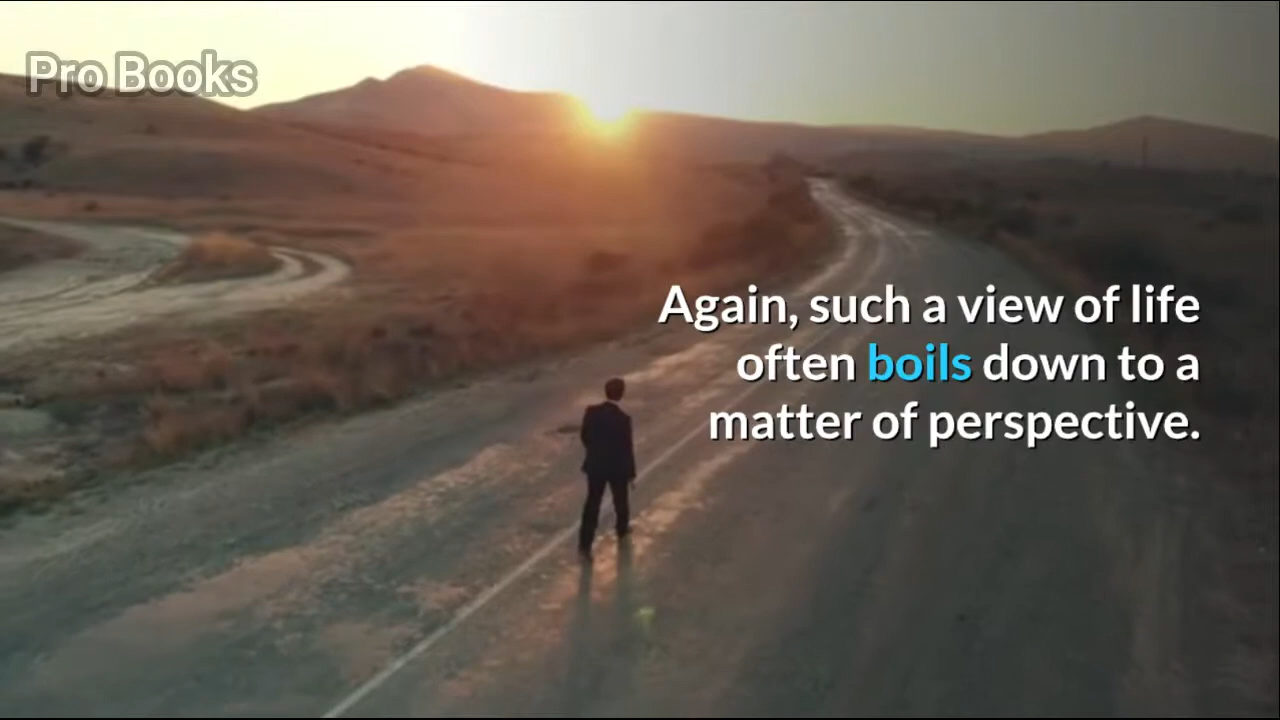 Pro Books
Again, such a view of life
often boils down to a
matter of perspective.